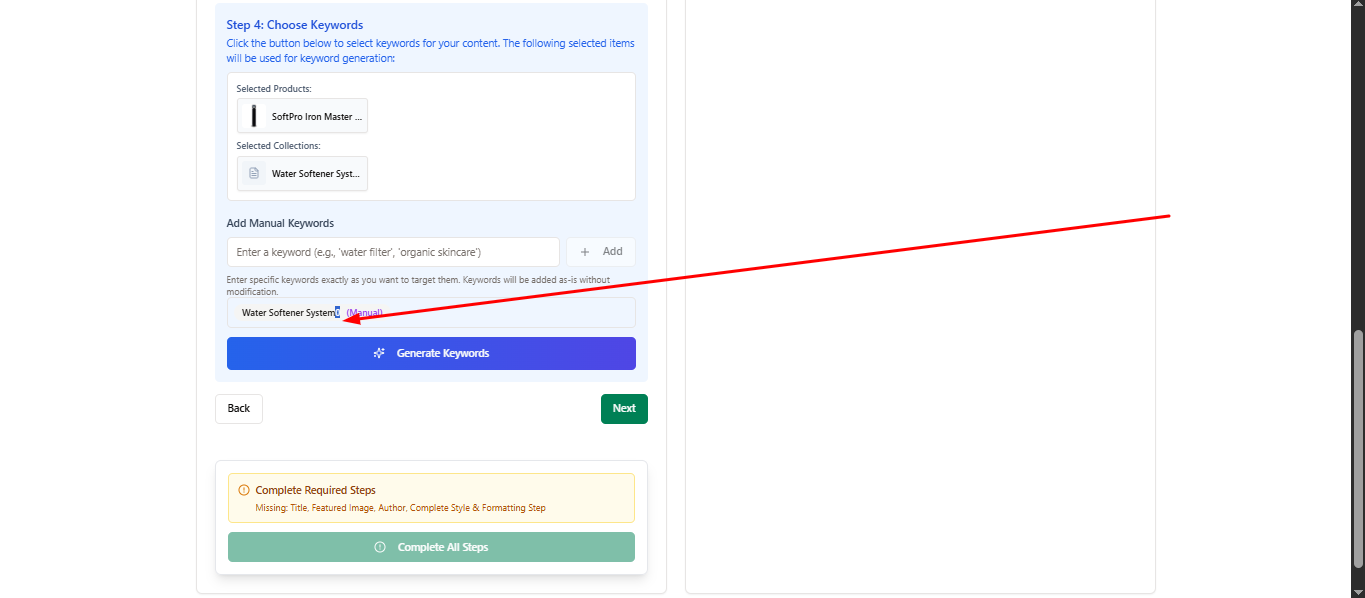 Step 4: Choose Keywords
Click the button below to select keywords for your content. The following selected items
will be used for keyword generation:
Selected Products:
SoftPro Iron Master ...
Selected Collections:
Water Softener Syst...
Add Manual Keywords
Enter a keyword (e.g., 'water filter', 'organic skincare')
+ Add
Enter specific keywords exactly as you want to target them. Keywords will be added as-is without
modification.
Water Softener System0 (Manual)
Generate Keywords
Back
Next
Complete Required Steps
Missing: Title, Featured Image, Author, Complete Style & Formatting Step
Complete All Steps